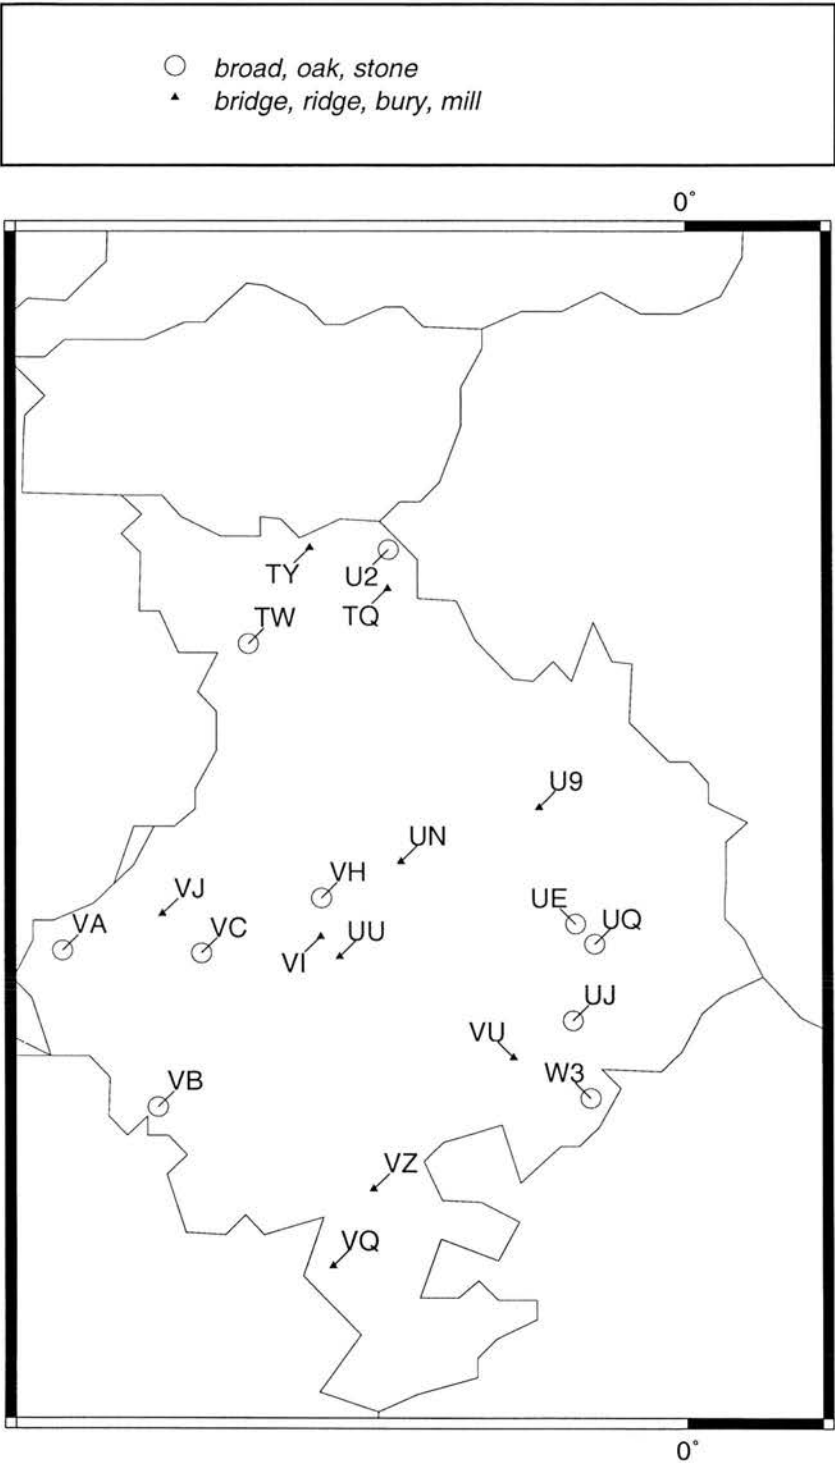 broad, oak, stone
bridge, ridge, bury, mill
0°
TY
U2
TQ
TW
U9
UN
VH
VJ
UE
VA
VC
UQ
UU
VI
UJ
VU
W3
VB
VZ
VQ
0°